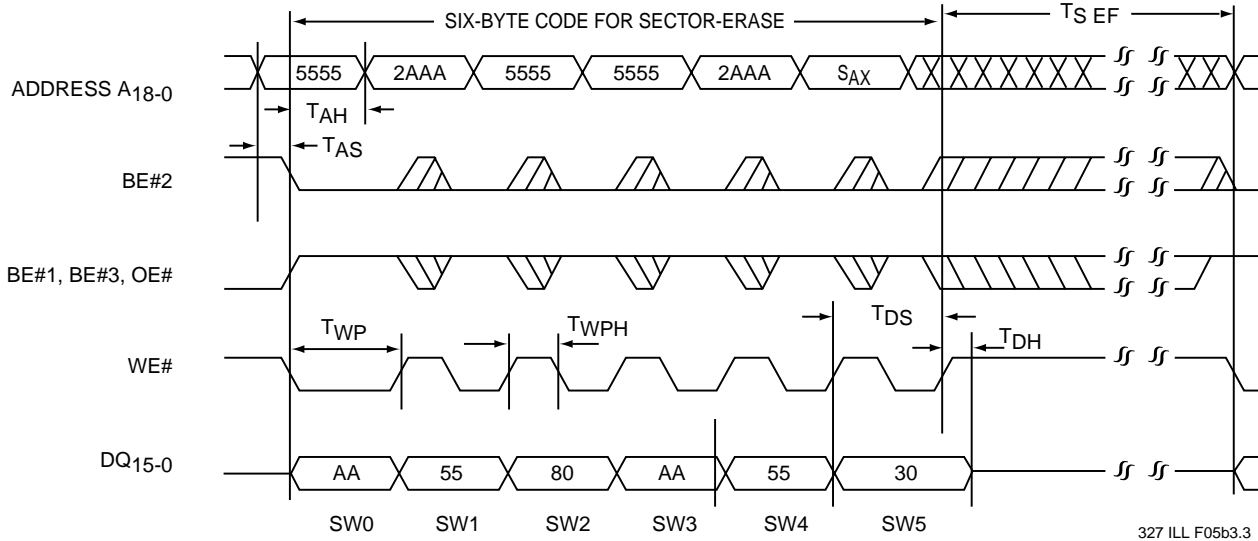 SIX-BYTE CODE FOR SECTOR-ERASE
TS EF
ADDRESS A18-0
5555 2AAA 5555 5555 2AAA SAX
TAH
TAS
BE#2
BE#1, BE#3, OE#
TWP TWPH TDS TDH
WE#
DQ15-0
AA 55 80 AA 55 30
SW0 SW1 SW2 SW3 SW4 SW5
327 ILL F05b3.3